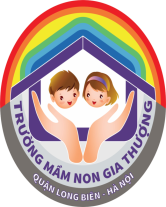 TRƯỜNG MẦM NON GIA THƯỢNG
QUẬN LONG BIÊN - HÀ NỘI